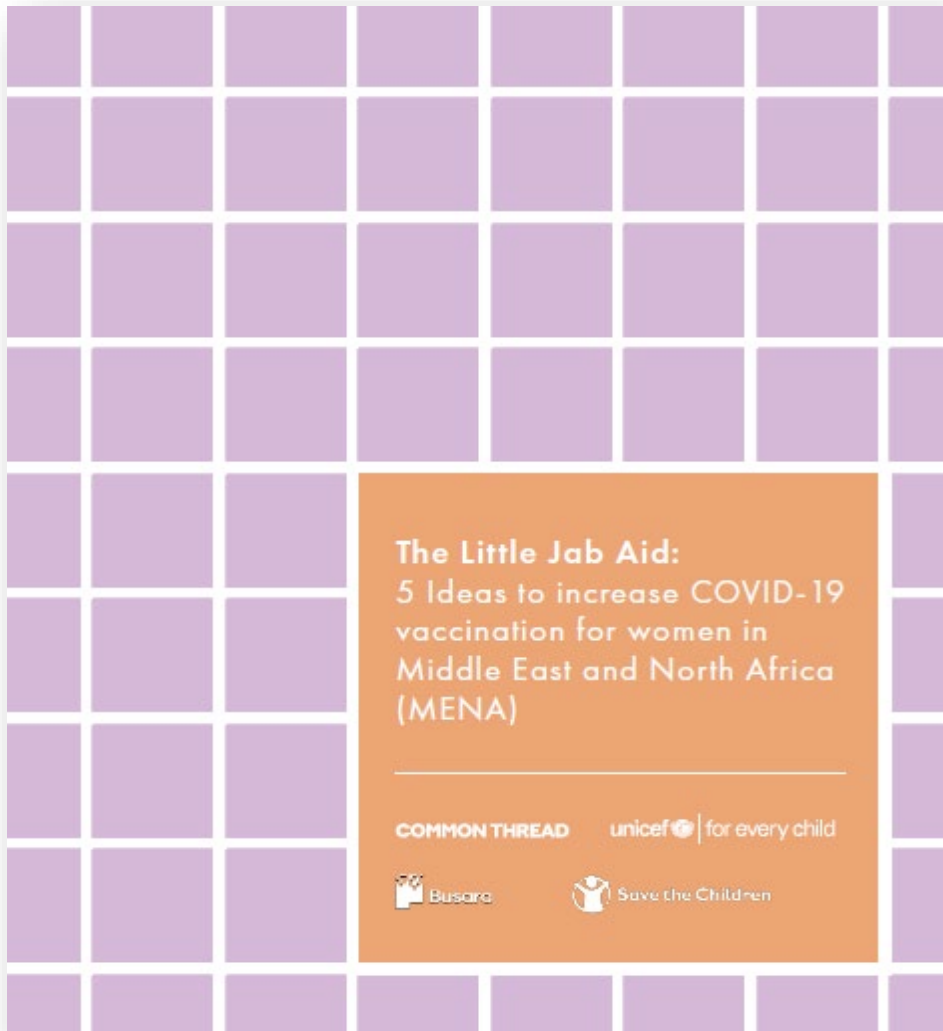 The Little Jab Aid:
5 Ideas to increase COVID-19
vaccination for women in
Middle East and North Africa
(MENA)
COMMON THREAD
unicef for every child
Busara
Save the Children